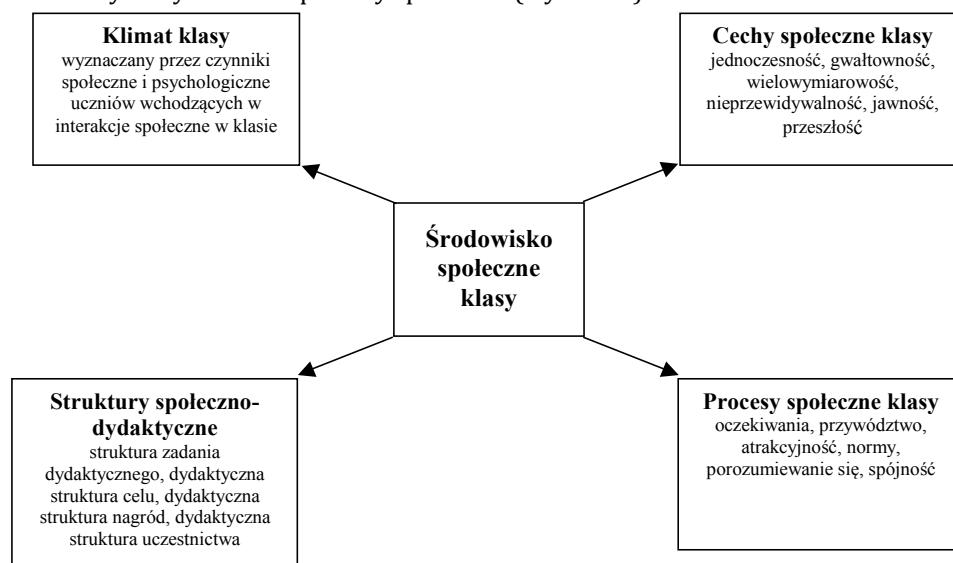 Klimat klasy
wyznaczany przez czynniki
społeczne i psychologiczne
uczniów wchodzących w
interakcje społeczne w klasie
Cechy społeczne klasy
jednoczesność, gwałtowność,
wielowymiarowość,
nieprzewidywalność, jawność,
przeszłość
Środowisko
społeczne
klasy
Struktury społeczno-
dydaktyczne
struktura zadania
dydaktycznego, dydaktyczna
struktura celu, dydaktyczna
struktura nagród, dydaktyczna
struktura uczestnictwa
Procesy społeczne klasy
oczekiwania, przywództwo,
atrakcyjność, normy,
porozumiewanie się, spójność